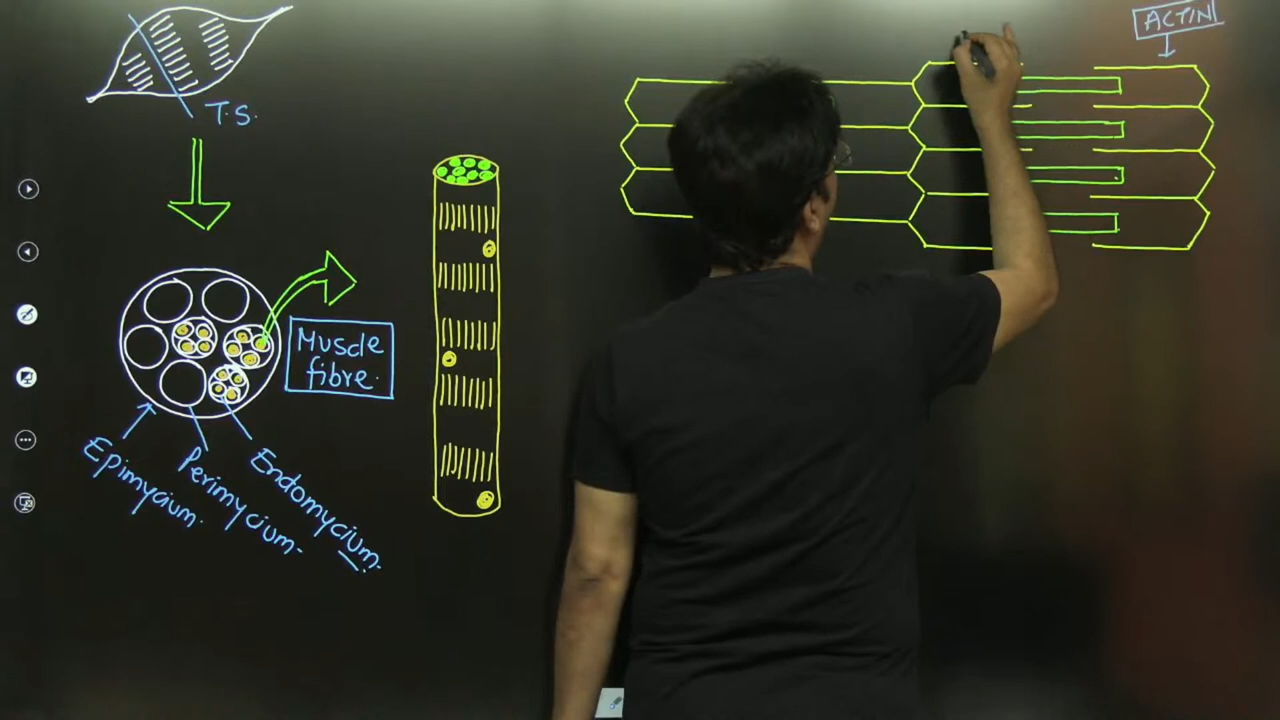 ACTIN
T.S.
Muscle
fibre.
Epimycium.
Perimycium-
Endomycium.